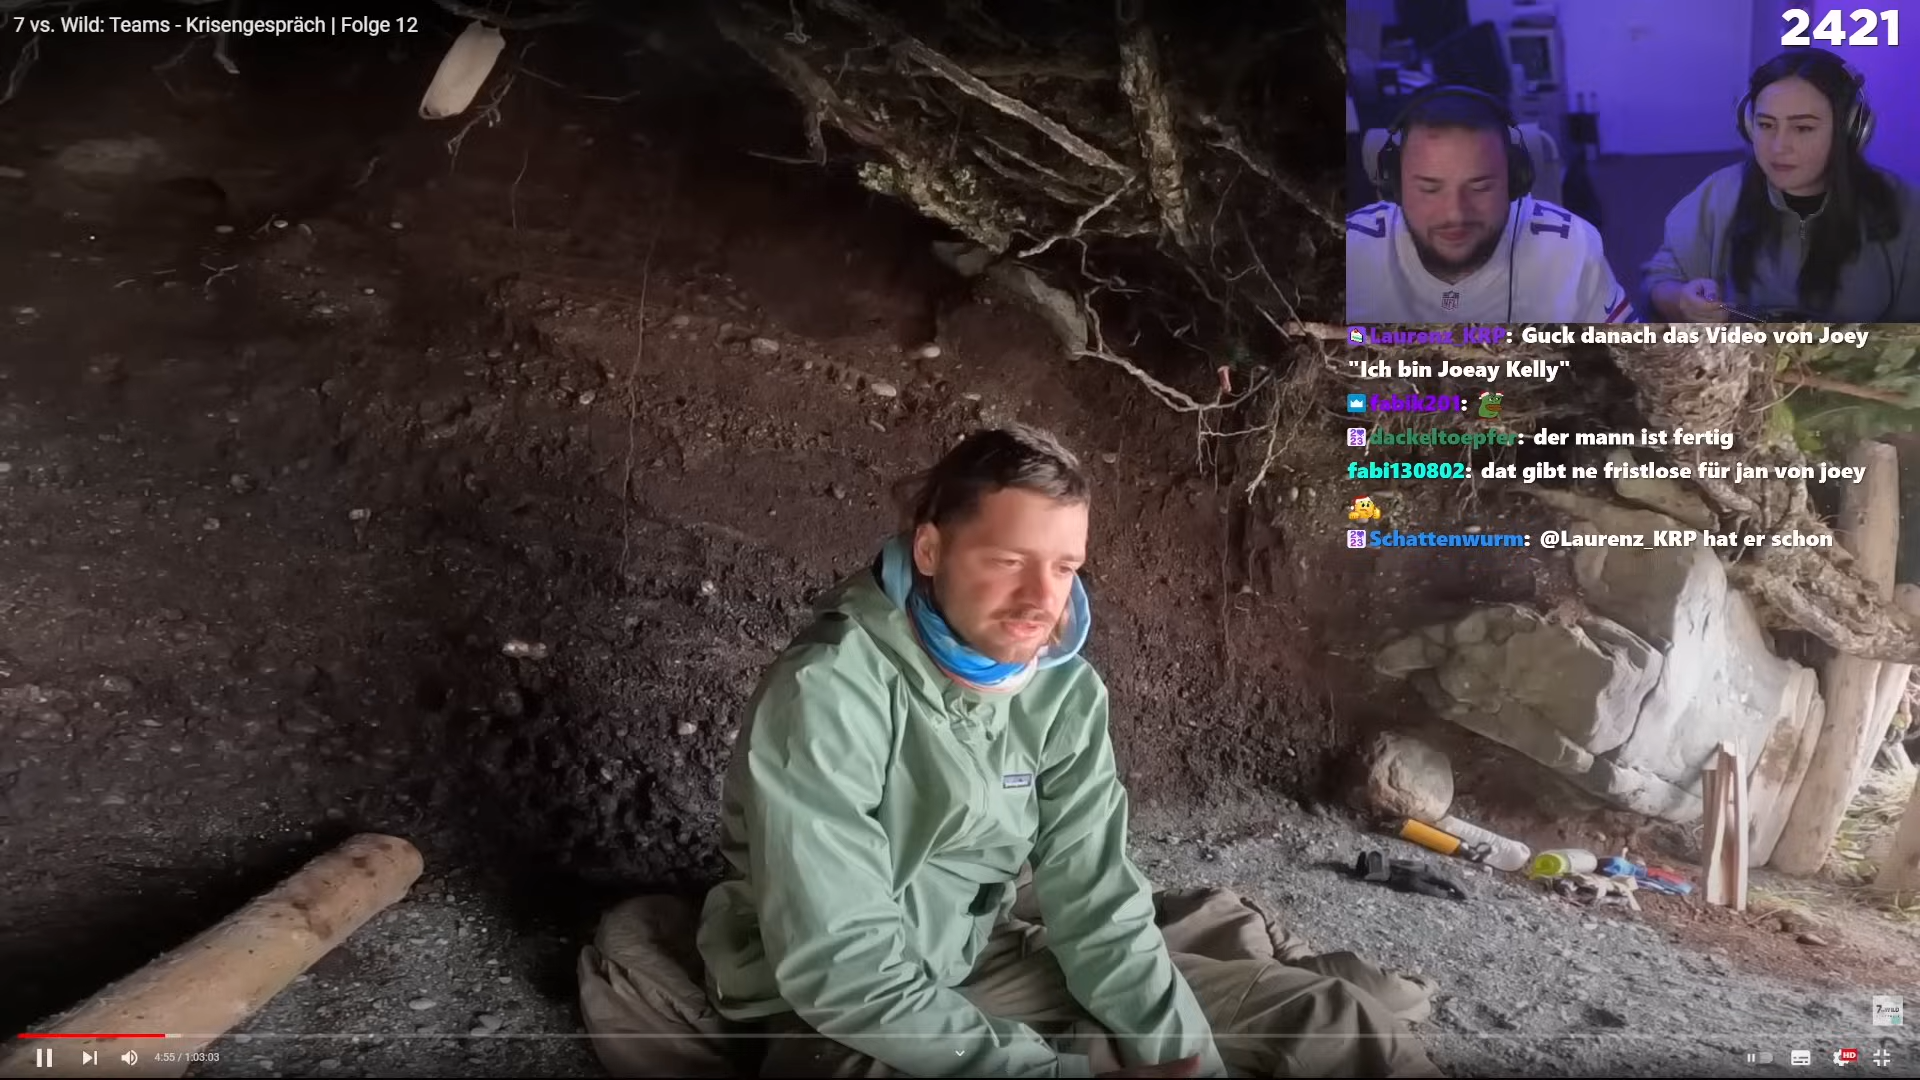 7 vs. Wild: Teams - Krisengespräch | Folge 12
2421
17
Laurenz_KRP: Guck danach das Video von Joey
"Ich bin Joeay Kelly"
fabik201:
dackeltoepfer: der mann ist fertig
fabi130802: dat gibt ne fristlose für jan von joey
Schattenwurm: @Laurenz_KRP hat er schon
4:55 / 1:03:03
HD